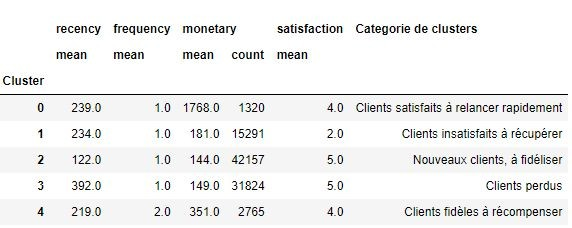 recency frequency monetary satisfaction Categorie de clusters
mean mean mean count mean
Cluster
0 239.0 1.0 1768.0 1320 4.0 Clients satisfaits à relancer rapidement
1 234.0 1.0 181.0 15291 2.0 Clients insatisfaits à récupérer
2 122.0 1.0 144.0 42157 5.0 Nouveaux clients, à fidéliser
3 392.0 1.0 149.0 31824 5.0 Clients perdus
4 219.0 2.0 351.0 2765 4.0 Clients fidèles à récompenser